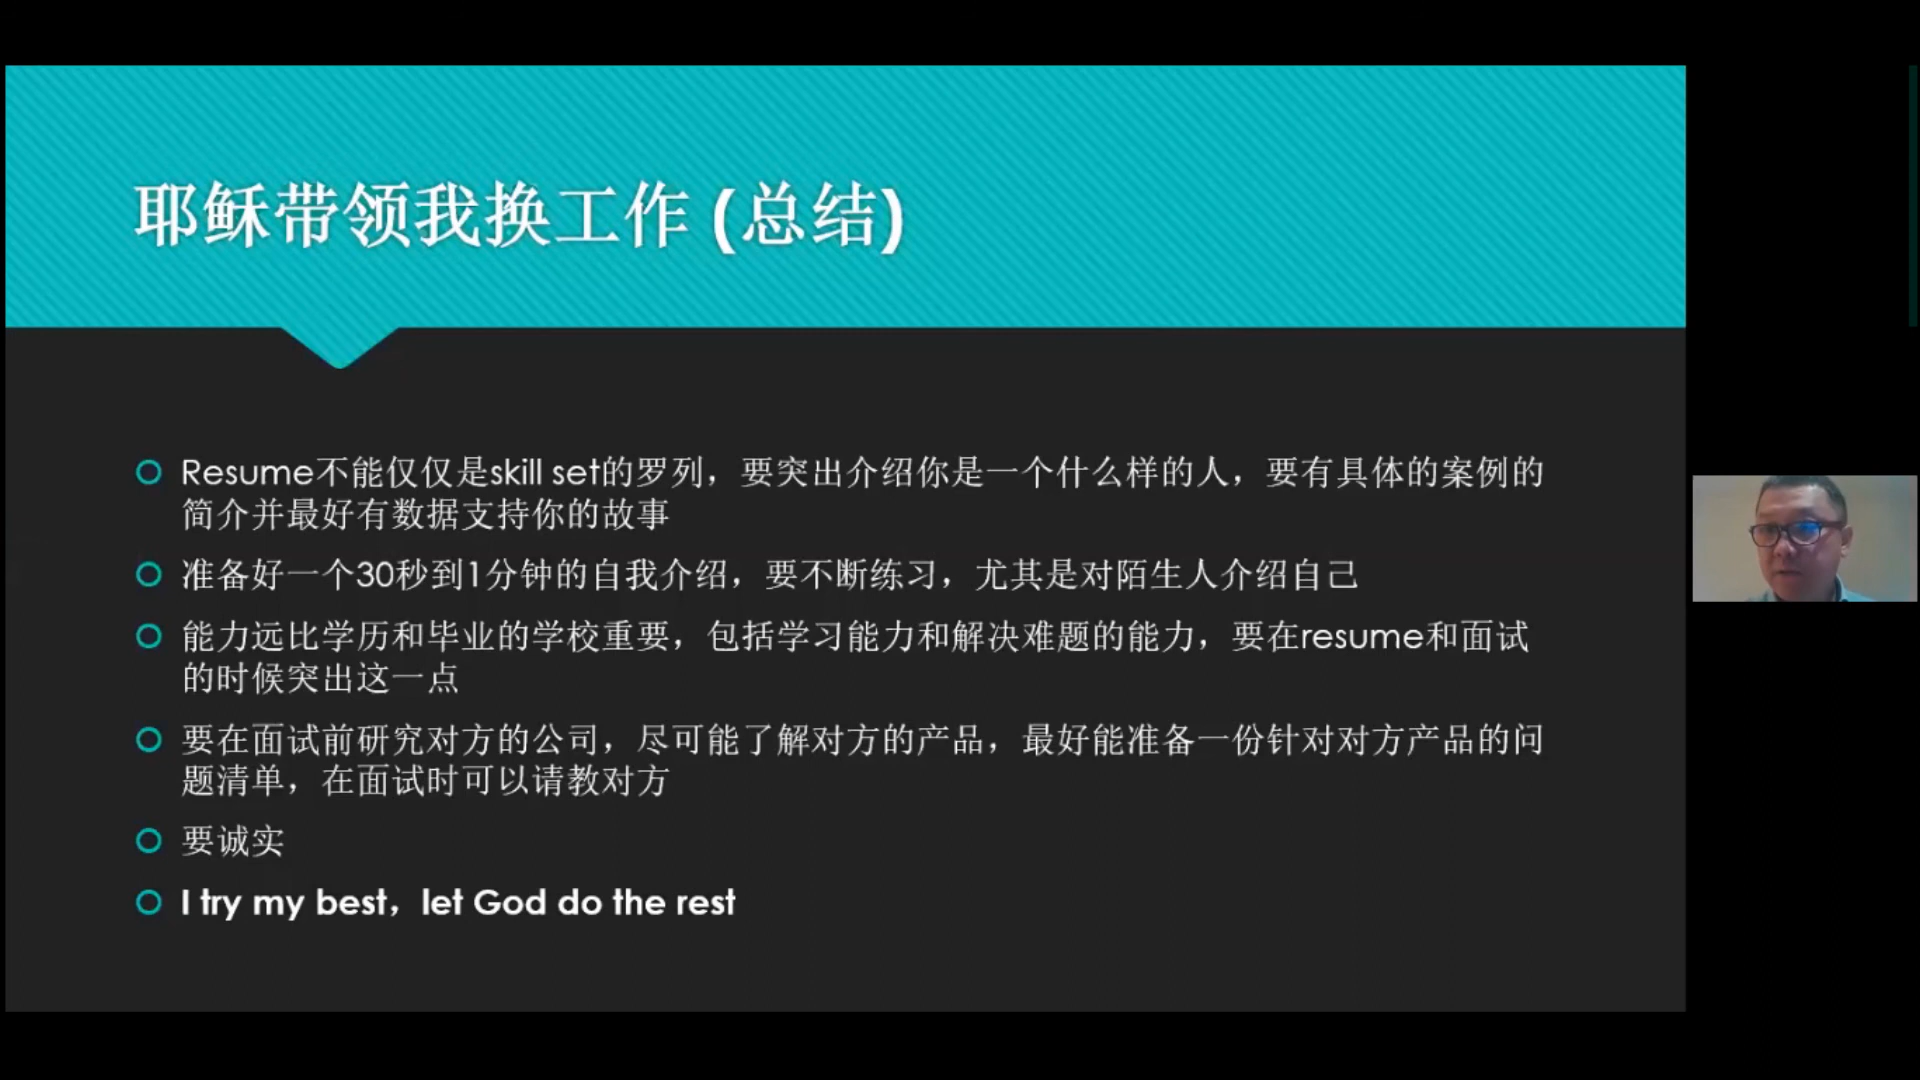 耶稣带领我换工作 (总结)
Resume不能仅仅是skill set的罗列，要突出介绍你是一个什么样的人，要有具体的案例的
简介并最好有数据支持你的故事
准备好一个30秒到1分钟的自我介绍，要不断练习，尤其是对陌生人介绍自己
能力远比学历和毕业的学校重要，包括学习能力和解决难题的能力，要在resume和面试
的时候突出这一点
要在面试前研究对方的公司，尽可能了解对方的产品，最好能准备一份针对对方产品的问
题清单，在面试时可以请教对方
要诚实
I try my best，let God do the rest